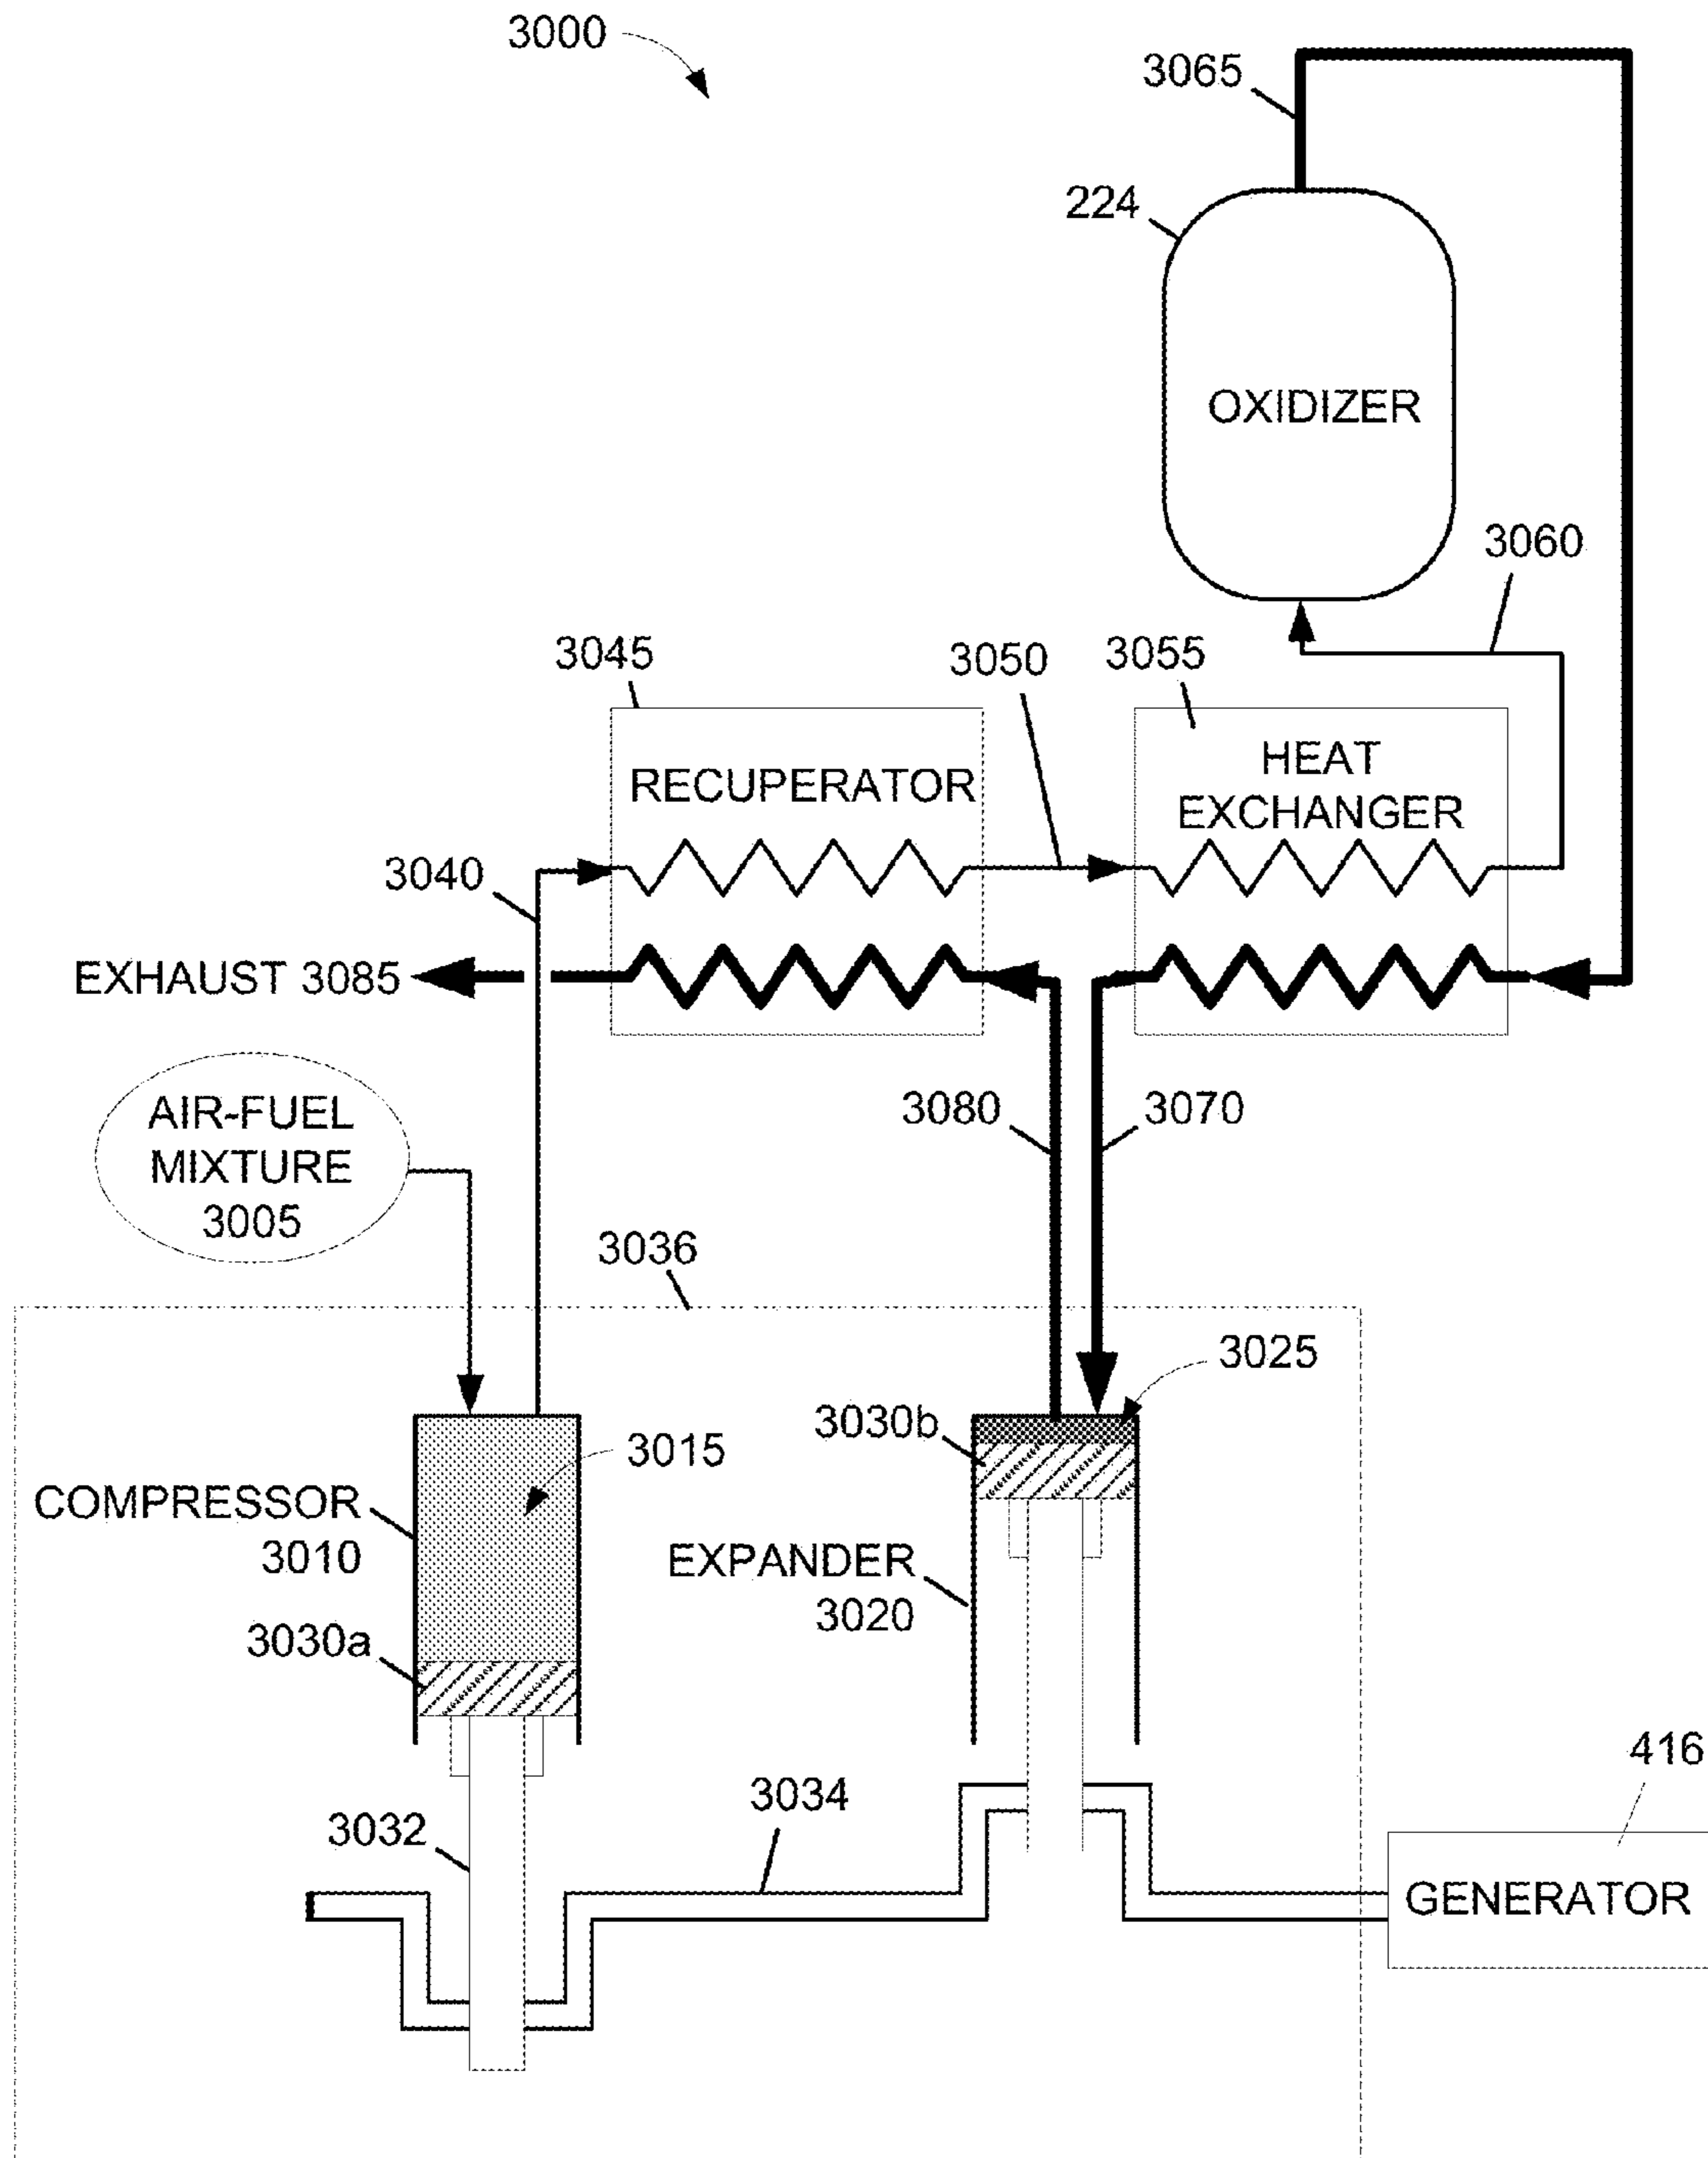 3000
3065
224
OXIDIZER
3060
3045
3050
3055
RECUPERATOR
HEAT
EXCHANGER
3040
EXHAUST 3085
AIR-FUEL
MIXTURE
3005
3080
3070
3036
3025
3030b
3015
COMPRESSOR
3010
EXPANDER
3020
3030a
416
3034
3032
GENERATOR